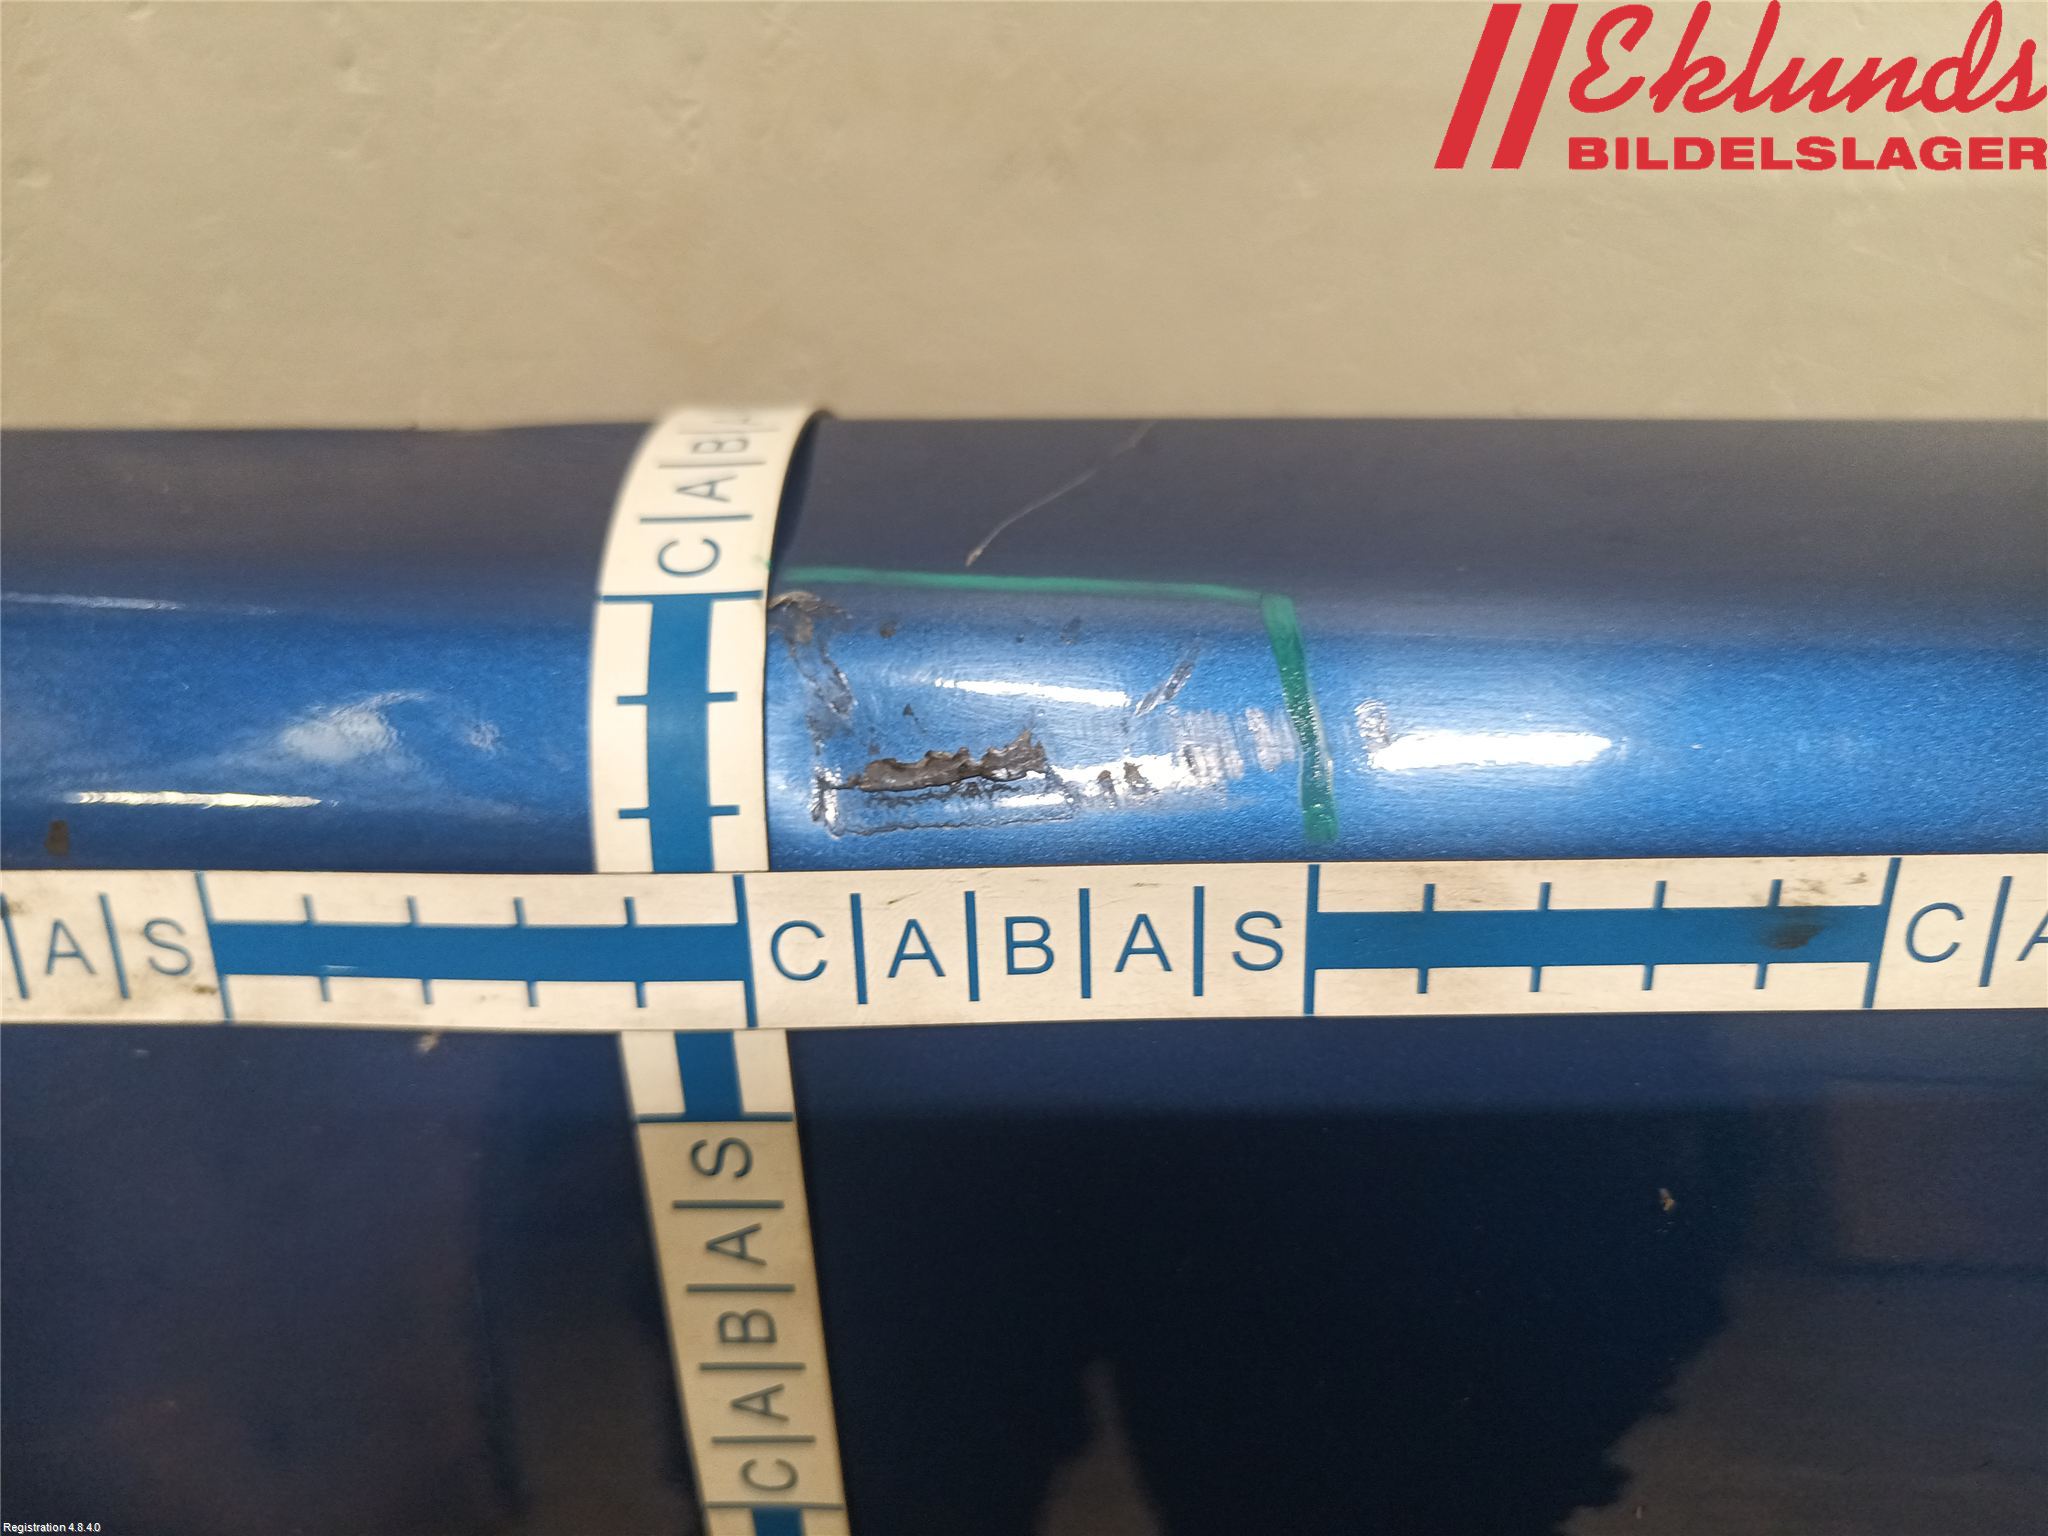 Eklunds
BILDELSLAGER
C|A|B
A|S
C|A|B|A|S
C|A
C|A|B|A|S
Registration 4.8.4.0